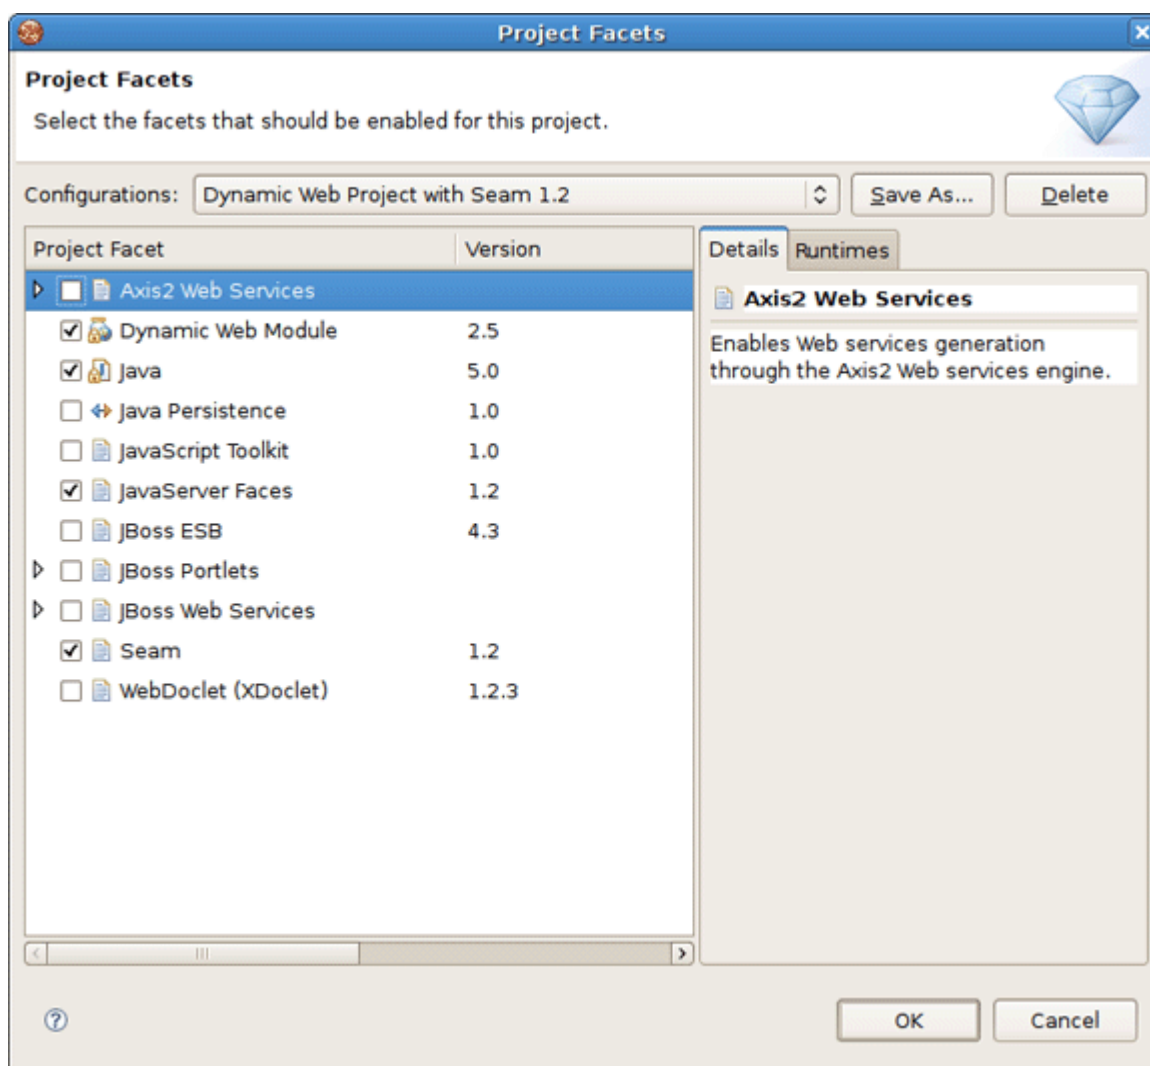 Project Facets
Project Facets
Select the facets that should be enabled for this project.
Configurations: Dynamic Web Project with Seam 1.2 Save As... Delete
Project Facet Version
Axis2 Web Services
Dynamic Web Module 2.5
Java 5.0
Java Persistence 1.0
JavaScript Toolkit 1.0
JavaServer Faces 1.2
JBoss ESB 4.3
JBoss Portlets
JBoss Web Services
Seam 1.2
WebDoclet (XDoclet) 1.2.3
Details Runtimes
Axis2 Web Services
Enables Web services generation
through the Axis2 Web services engine.
OK Cancel